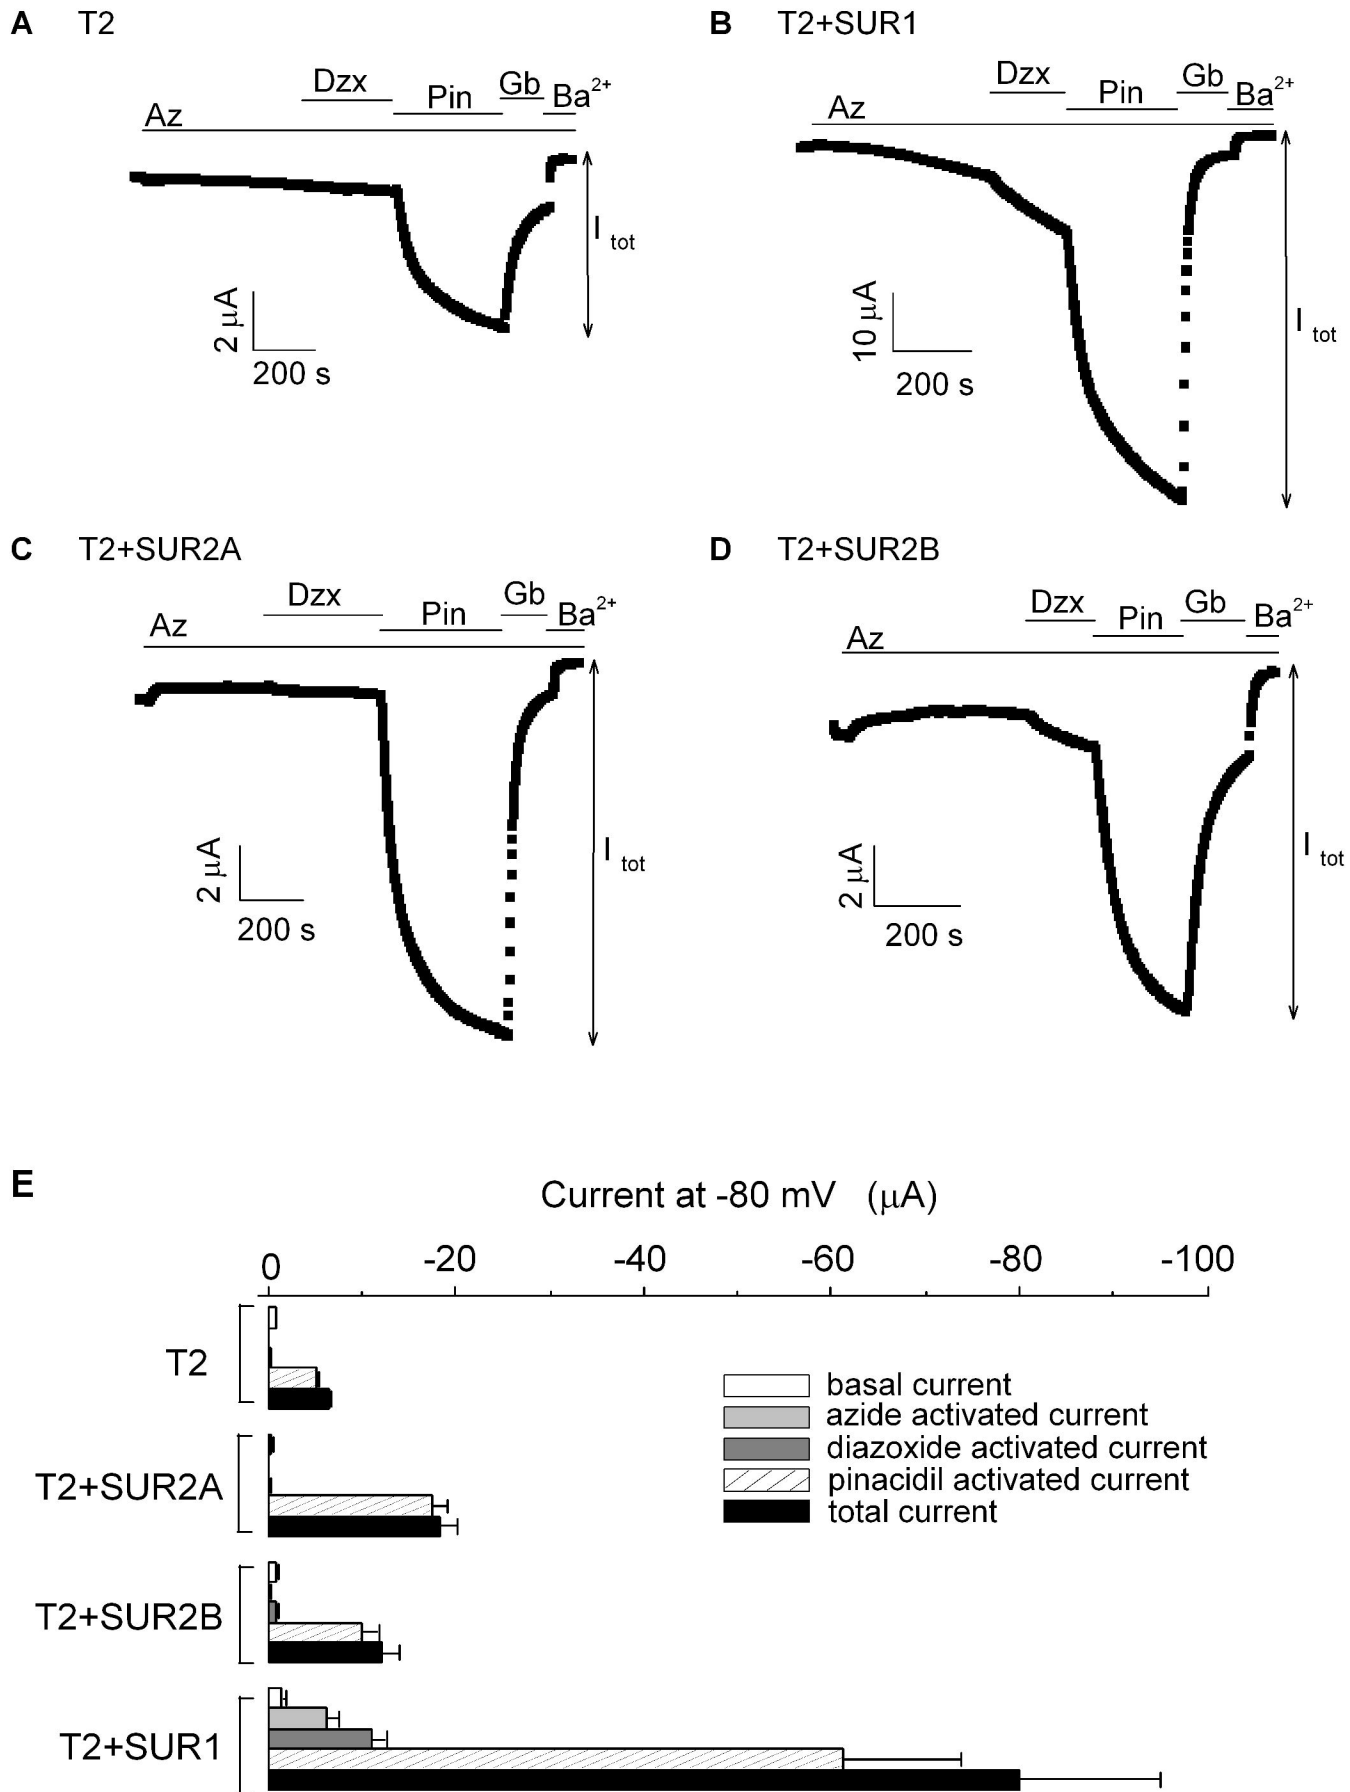 A T2
Dzx
Pin
Gb
Ba2+
Az
I tot
2 μA
200 s
B T2+SUR1
Dzx
Pin
Gb
Ba2+
Az
I tot
10 μA
200 s
C T2+SUR2A
Dzx
Pin
Gb
Ba2+
Az
I tot
2 μA
200 s
D T2+SUR2B
Dzx
Pin
Gb
Ba2+
Az
I tot
2 μA
200 s
E
Current at -80 mV (μA)
0 -20 -40 -60 -80 -100
T2
T2+SUR2A
T2+SUR2B
T2+SUR1
basal current
azide activated current
diazoxide activated current
pinacidil activated current
total current